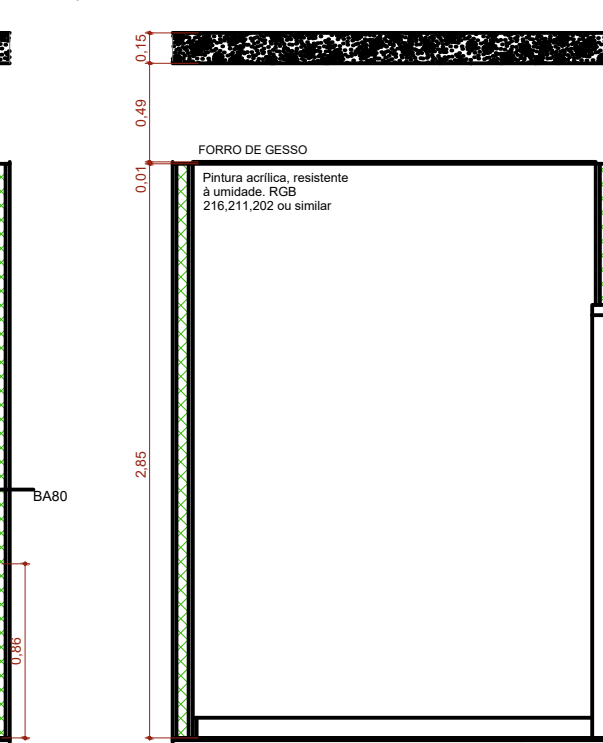 0,15
0,49
FORRO DE GESSO
0,01
Pintura acrílica, resistente
à umidade. RGB
216,211,202 ou similar
2,85
BA80
0,86